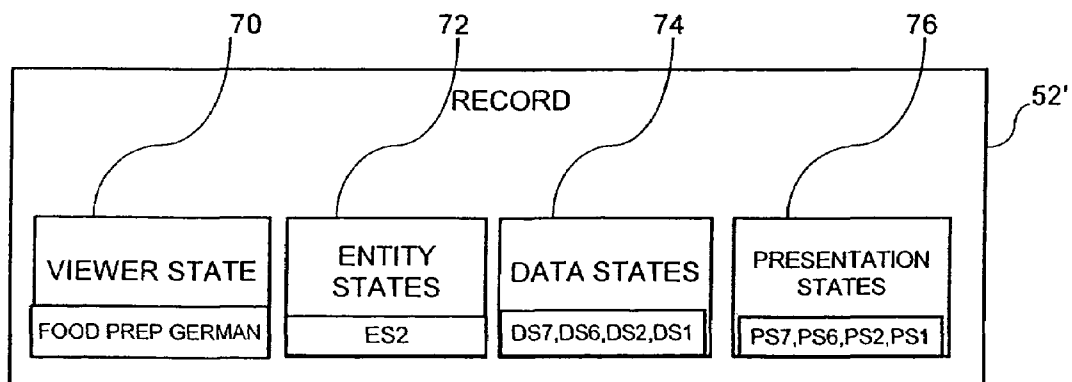 70 72 74 76
RECORD
52'
VIEWER STATE
FOOD PREP GERMAN
ENTITY
STATES
ES2
DATA STATES
DS7,DS6,DS2,DS1
PRESENTATION
STATES
PS7,PS6,PS2,PS1